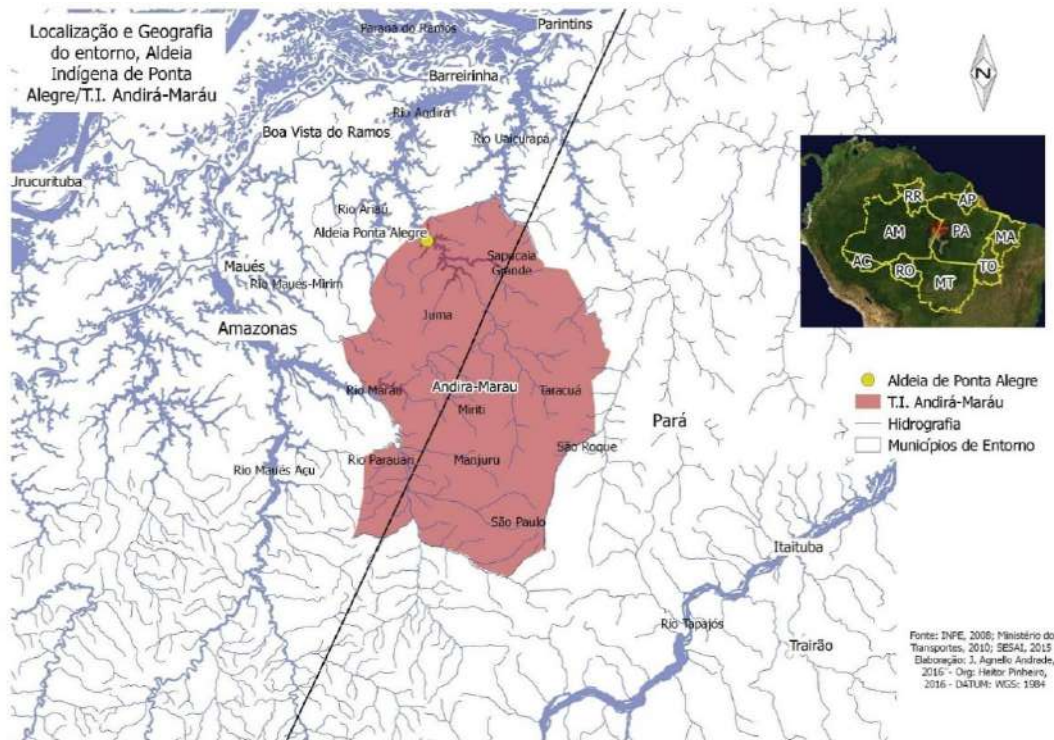 Localização e Geografia
do entorno, Aldeia
Indígena de Ponta
Alegre/T.I. Andirá-Maráu
Paraná do Ramos
Parintins
Barreirinha
Rio Andirá
Boa Vista do Ramos
Rio Uaicurapá
Urucurituba
Rio Ariaú
Aldeia Ponta Alegre
Sapucaia
Grande
Maués
Rio Maués-Mirim
Juma
Amazonas
Rio Marau
Andirá-Marau
Taracuá
Miriti
Pará
São Roque
Rio Parauari
Manjuru
Rio Maués Açu
São Paulo
Itaituba
Rio Tapajós
Trairão
N
RR
AP
AM
PA
MA
AC
RO
TO
MT
Aldeia de Ponta Alegre
T.I. Andirá-Maráu
Hidrografia
Municípios de Entorno
Fonte: INPE, 2008; Ministério do
Transportes, 2010; SESAI, 2015
Elaboração: J. Agnello Andrade,
2016 - Org: Heitor Pinheiro,
2016 - DATUM: WGS: 1984